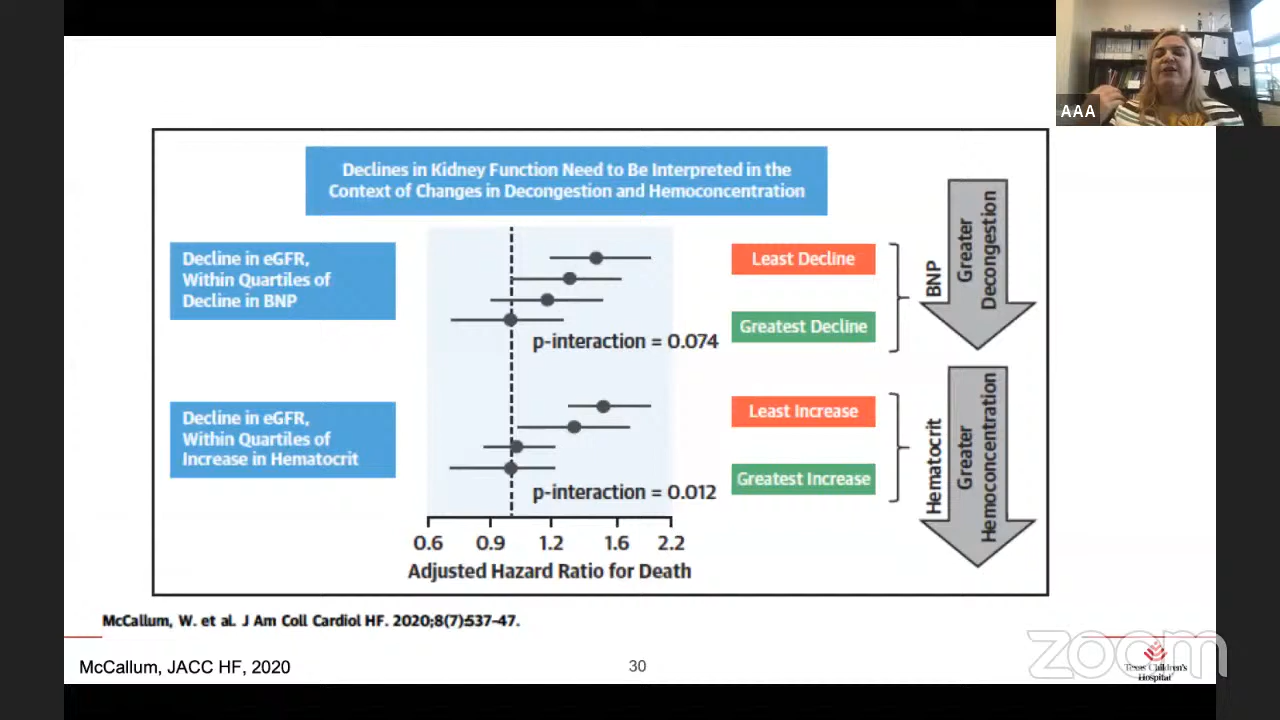 AAA
Declines in Kidney Function Need to Be Interpreted in the
Context of Changes in Decongestion and Hemoconcentration
Decline in eGFR,
Within Quartiles of
Decline in BNP
p-interaction = 0.074
Least Decline
Greatest Decline
BNP
Greater
Decongestion
Decline in eGFR,
Within Quartiles of
Increase in Hematocrit
p-interaction = 0.012
Least Increase
Greatest Increase
Hematocrit
Greater
Hemoconcentration
0.6 0.9 1.2 1.6 2.2
Adjusted Hazard Ratio for Death
McCallum, W. et al. J Am Coll Cardiol HF. 2020;8(7):537-47.
McCallum, JACC HF, 2020
30
zoom
Texas Children's
Hospital